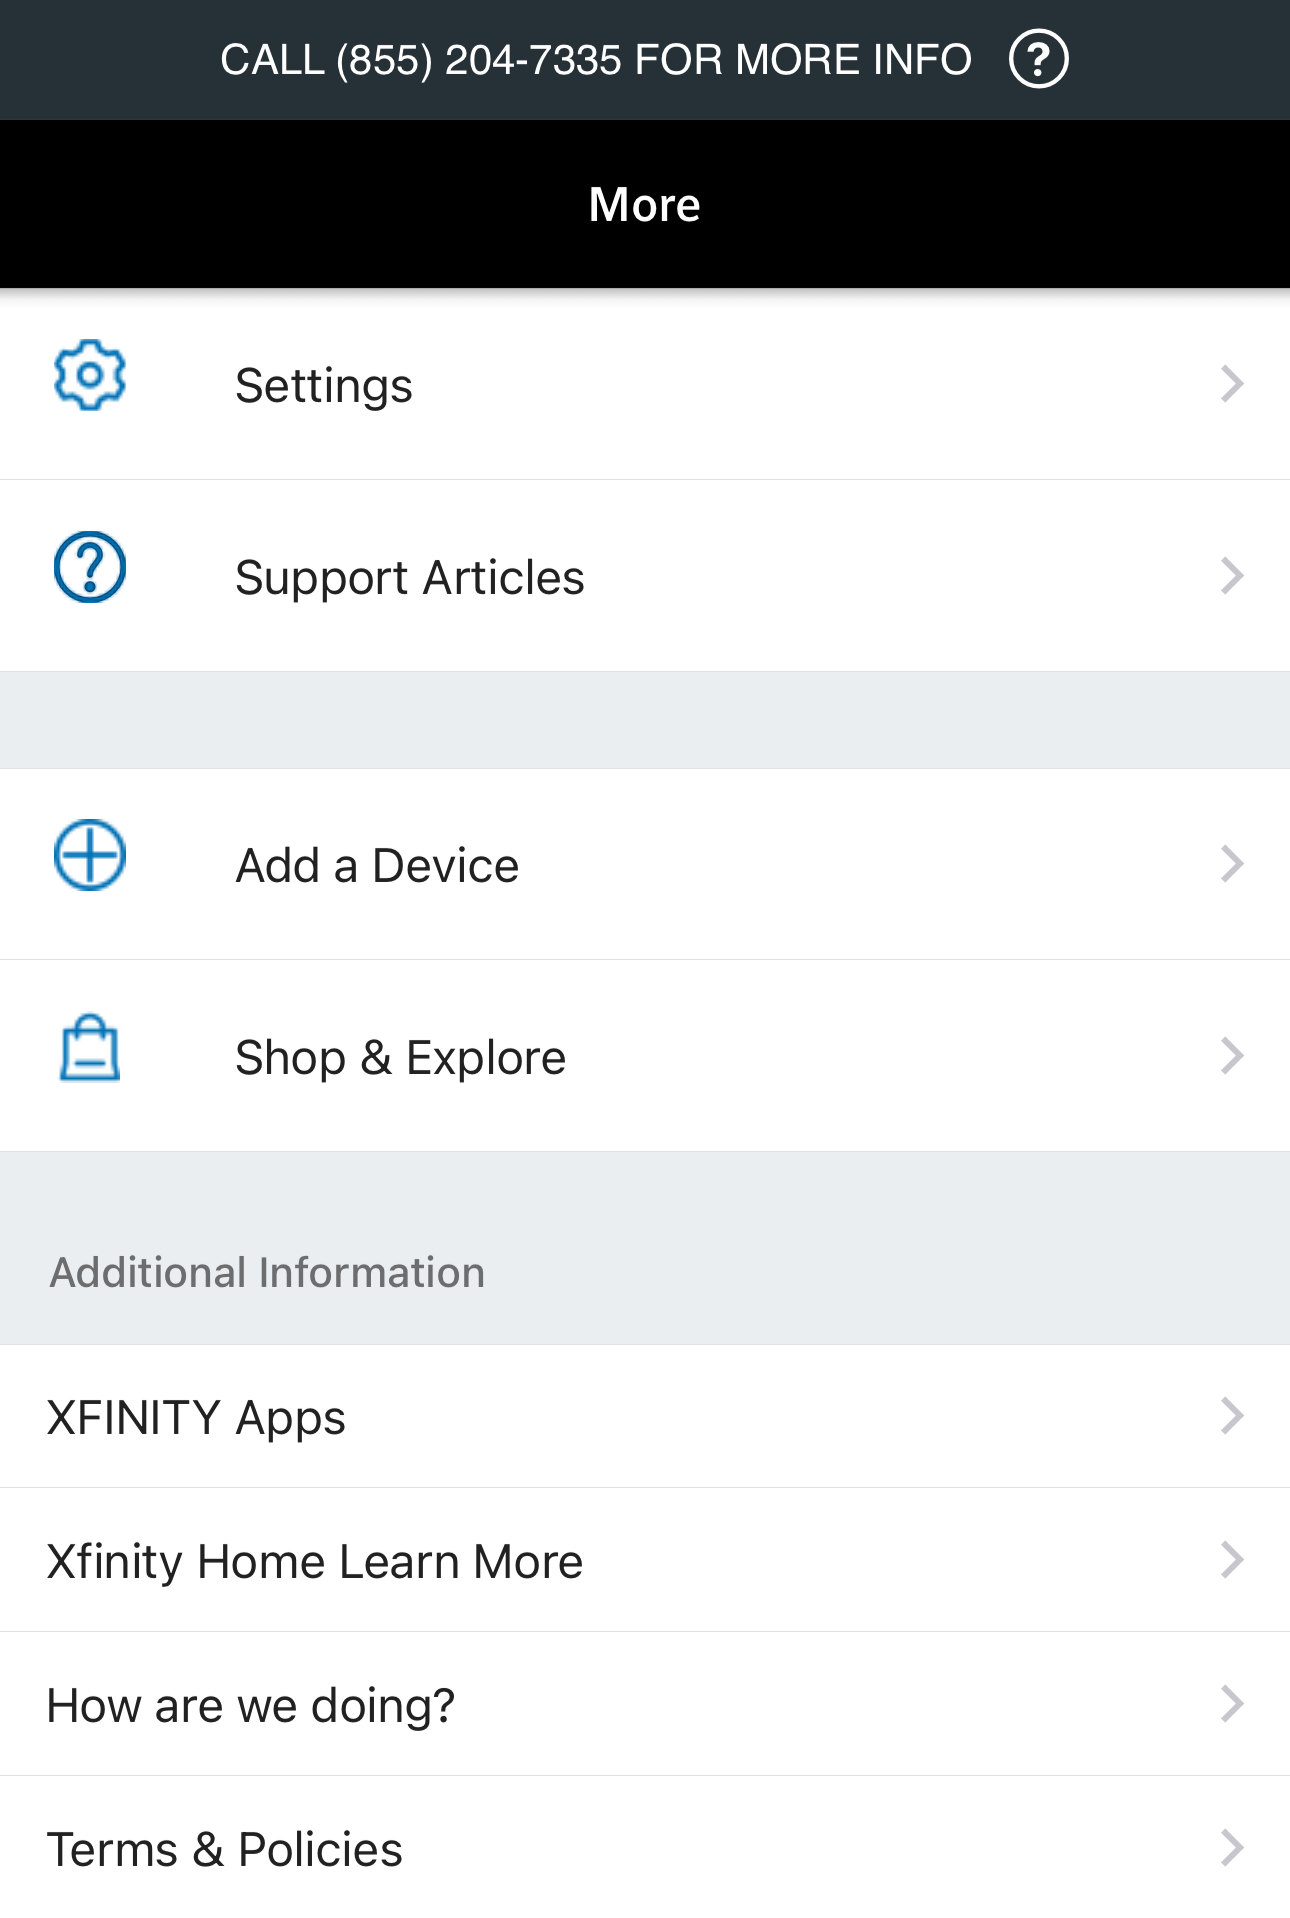 CALL (855) 204-7335 FOR MORE INFO ?
More
Settings
Support Articles
Add a Device
Shop & Explore
Additional Information
XFINITY Apps
Xfinity Home Learn More
How are we doing?
Terms & Policies